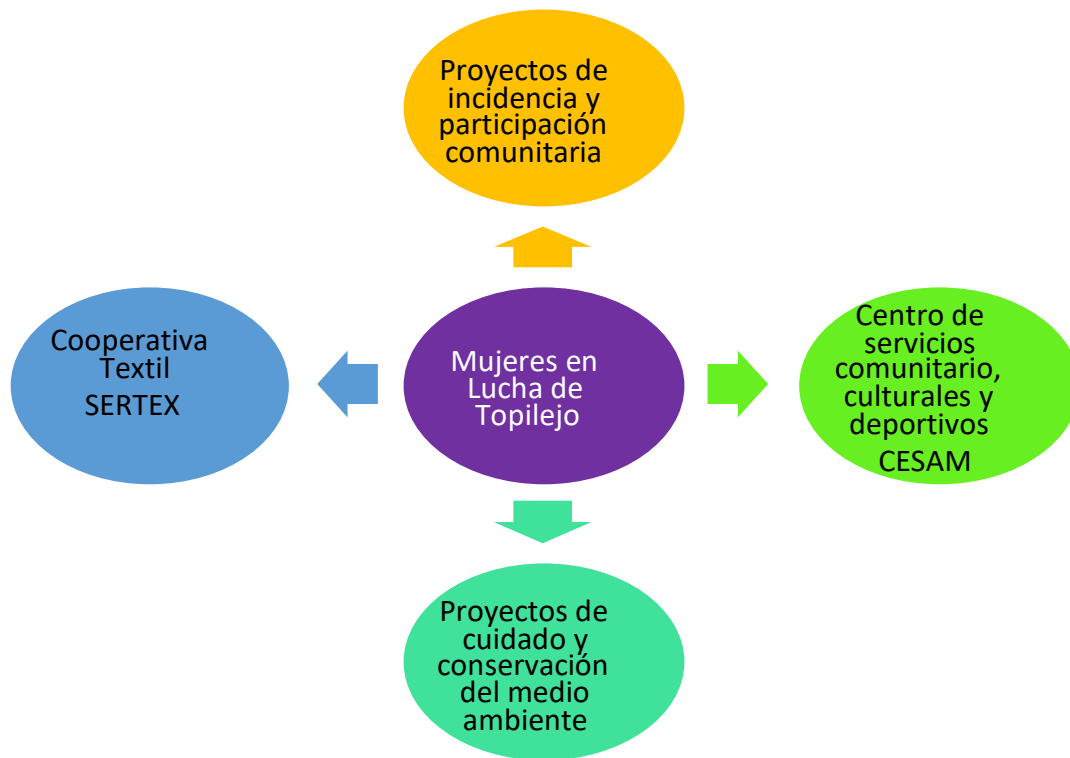 Proyectos de
incidencia y
participación
comunitaria
Cooperativa
Textil
SERTEX
Mujeres en
Lucha de
Topilejo
Centro de
servicios
comunitario,
culturales y
deportivos
CESAM
Proyectos de
cuidado y
conservación
del medio
ambiente